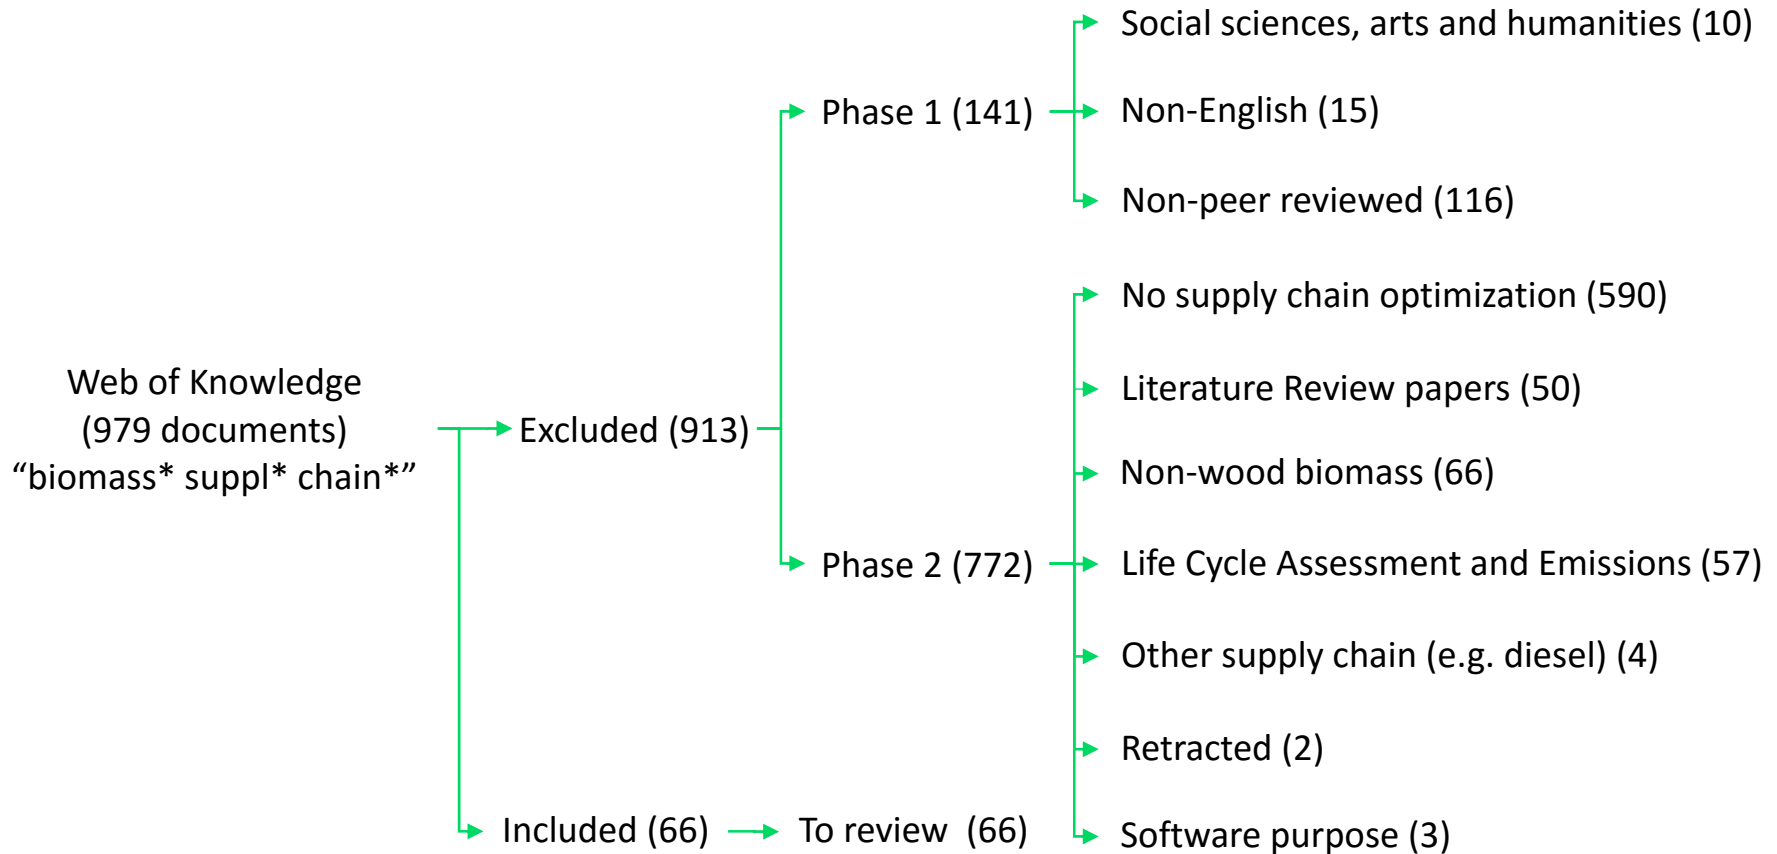 Web of Knowledge
(979 documents)
“biomass* suppl* chain*”
Excluded (913)
Phase 1 (141)
Social sciences, arts and humanities (10)
Non-English (15)
Non-peer reviewed (116)
Phase 2 (772)
No supply chain optimization (590)
Literature Review papers (50)
Non-wood biomass (66)
Life Cycle Assessment and Emissions (57)
Other supply chain (e.g. diesel) (4)
Retracted (2)
Software purpose (3)
Included (66)
To review (66)